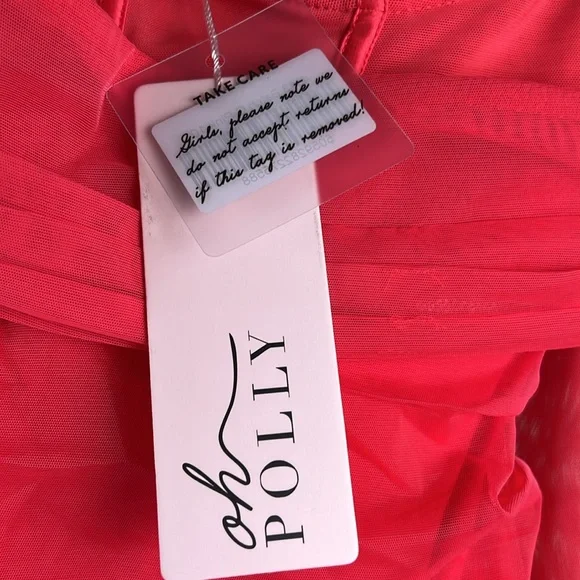 TAKE CARE
Girls, please note we
do not accept returns
if this tag is removed!
oh
POLLY